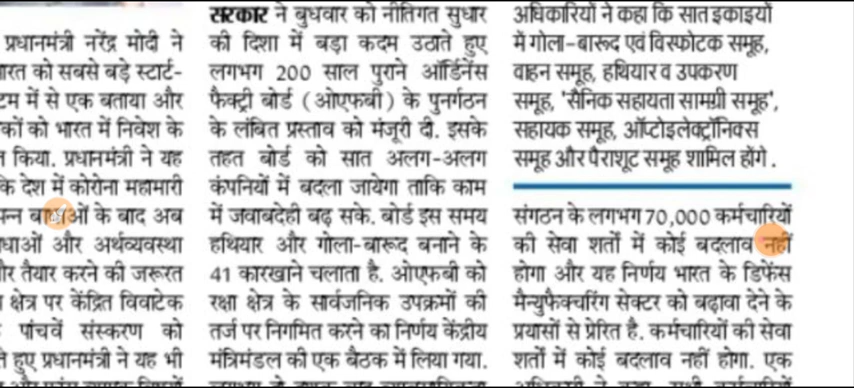 प्रधानमंत्री नरेंद्र मोदी ने
को सबसे बड़े स्टार्ट-
में से एक बताया और
को भारत में निवेश के
किया. प्रधानमंत्री ने यह
देश में कोरोना महामारी
के बाद अब
और अर्थव्यवस्था
तैयार करने की जरूरत
क्षेत्र पर केंद्रित विवाटेक
पांचवें संस्करण को
हुए प्रधानमंत्री ने यह भी
सरकार ने बुधवार को नीतिगत सुधार
की दिशा में बड़ा कदम उठाते हुए
लगभग 200 साल पुराने ऑर्डिनेंस
फैक्ट्री बोर्ड (ओएफबी) के पुनर्गठन
के लंबित प्रस्ताव को मंजूरी दी. इसके
तहत बोर्ड को सात अलग-अलग
कंपनियों में बदला जायेगा ताकि काम
में जवाबदेही बढ़ सके. बोर्ड इस समय
हथियार और गोला-बारूद बनाने के
41 कारखाने चलाता है. ओएफबी को
रक्षा क्षेत्र के सार्वजनिक उपक्रमों की
तर्ज पर निगमित करने का निर्णय केंद्रीय
मंत्रिमंडल की एक बैठक में लिया गया.
अधिकारियों ने कहा कि सात इकाइयों
में गोला-बारूद एवं विस्फोटक समूह,
वाहन समूह, हथियार व उपकरण
समूह, 'सैनिक सहायता सामग्री समूह',
सहायक समूह, ऑप्टोइलेक्ट्रॉनिक्स
समूह और पैराशूट समूह शामिल होंगे.
संगठन के लगभग 70,000 कर्मचारियों
की सेवा शर्तों में कोई बदलाव नहीं
होगा और यह निर्णय भारत के डिफेंस
मैन्युफैक्चरिंग सेक्टर को बढ़ावा देने के
प्रयासों से प्रेरित है. कर्मचारियों की सेवा
शर्तों में कोई बदलाव नहीं होगा. एक